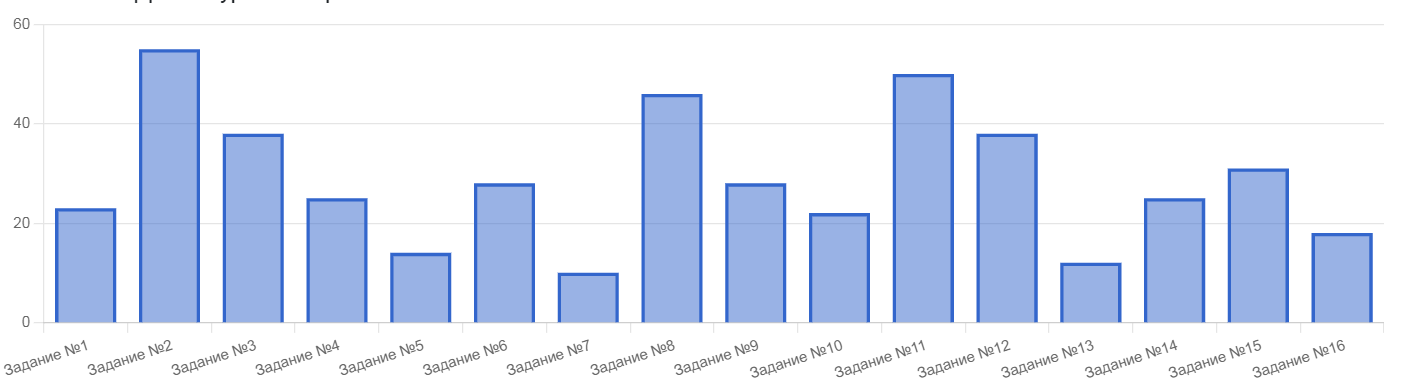 60
40
20
0
Задание №1
Задание №2
Задание №3
Задание №4
Задание №5
Задание №6
Задание №7
Задание №8
Задание №9
Задание №10
Задание №11
Задание №12
Задание №13
Задание №14
Задание №15
Задание №16